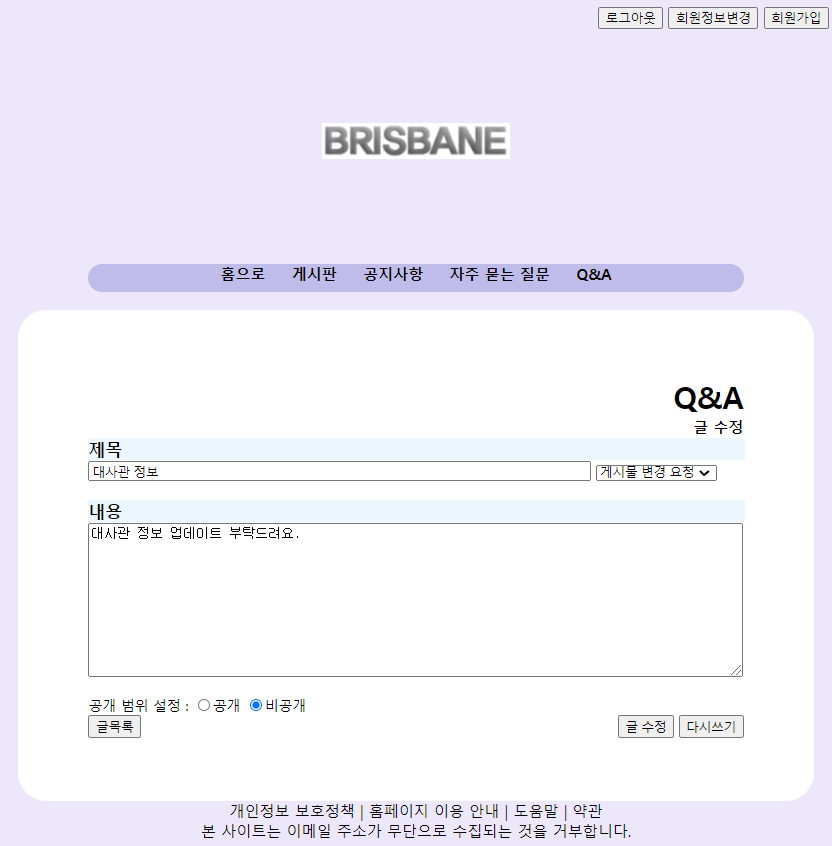 로그아웃 회원정보변경 회원가입
BRISBANE
홈으로 게시판 공지사항 자주 묻는 질문 Q&A
Q&A
글 수정
제목
대사관 정보 게시물 변경 요청
내용
대사관 정보 업데이트 부탁드려요.
공개 범위 설정 : 공개 비공개
글목록 글 수정 다시쓰기
개인정보 보호정책 | 홈페이지 이용 안내 | 도움말 | 약관
본 사이트는 이메일 주소가 무단으로 수집되는 것을 거부합니다.